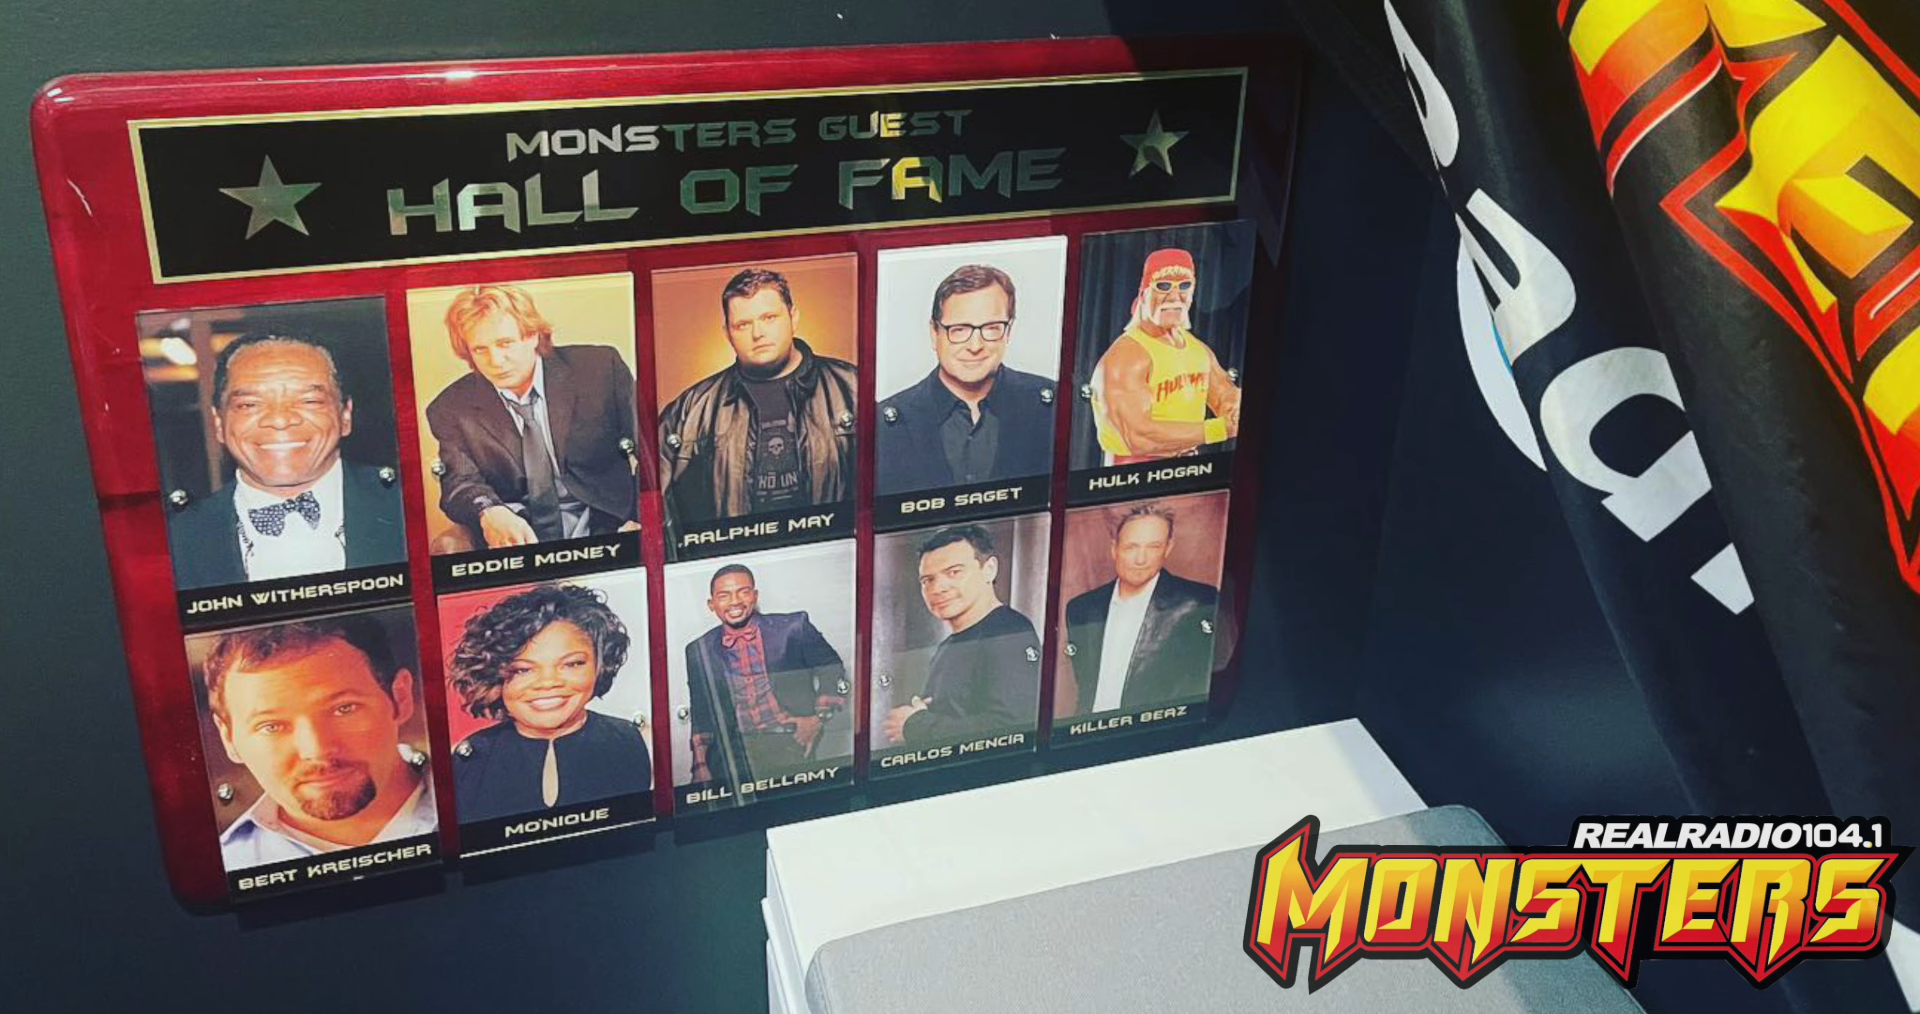 MONSTERS GUEST
HALL OF FAME
JOHN WITHERSPOON
EDDIE MONEY
RALPHIE MAY
BOB SAGET
HULK HOGAN
BERT KREISCHER
MO'NIQUE
BILL BELLAMY
CARLOS MENCIA
KILLER BEAZ
REALRADIO104.1
MONSTERS